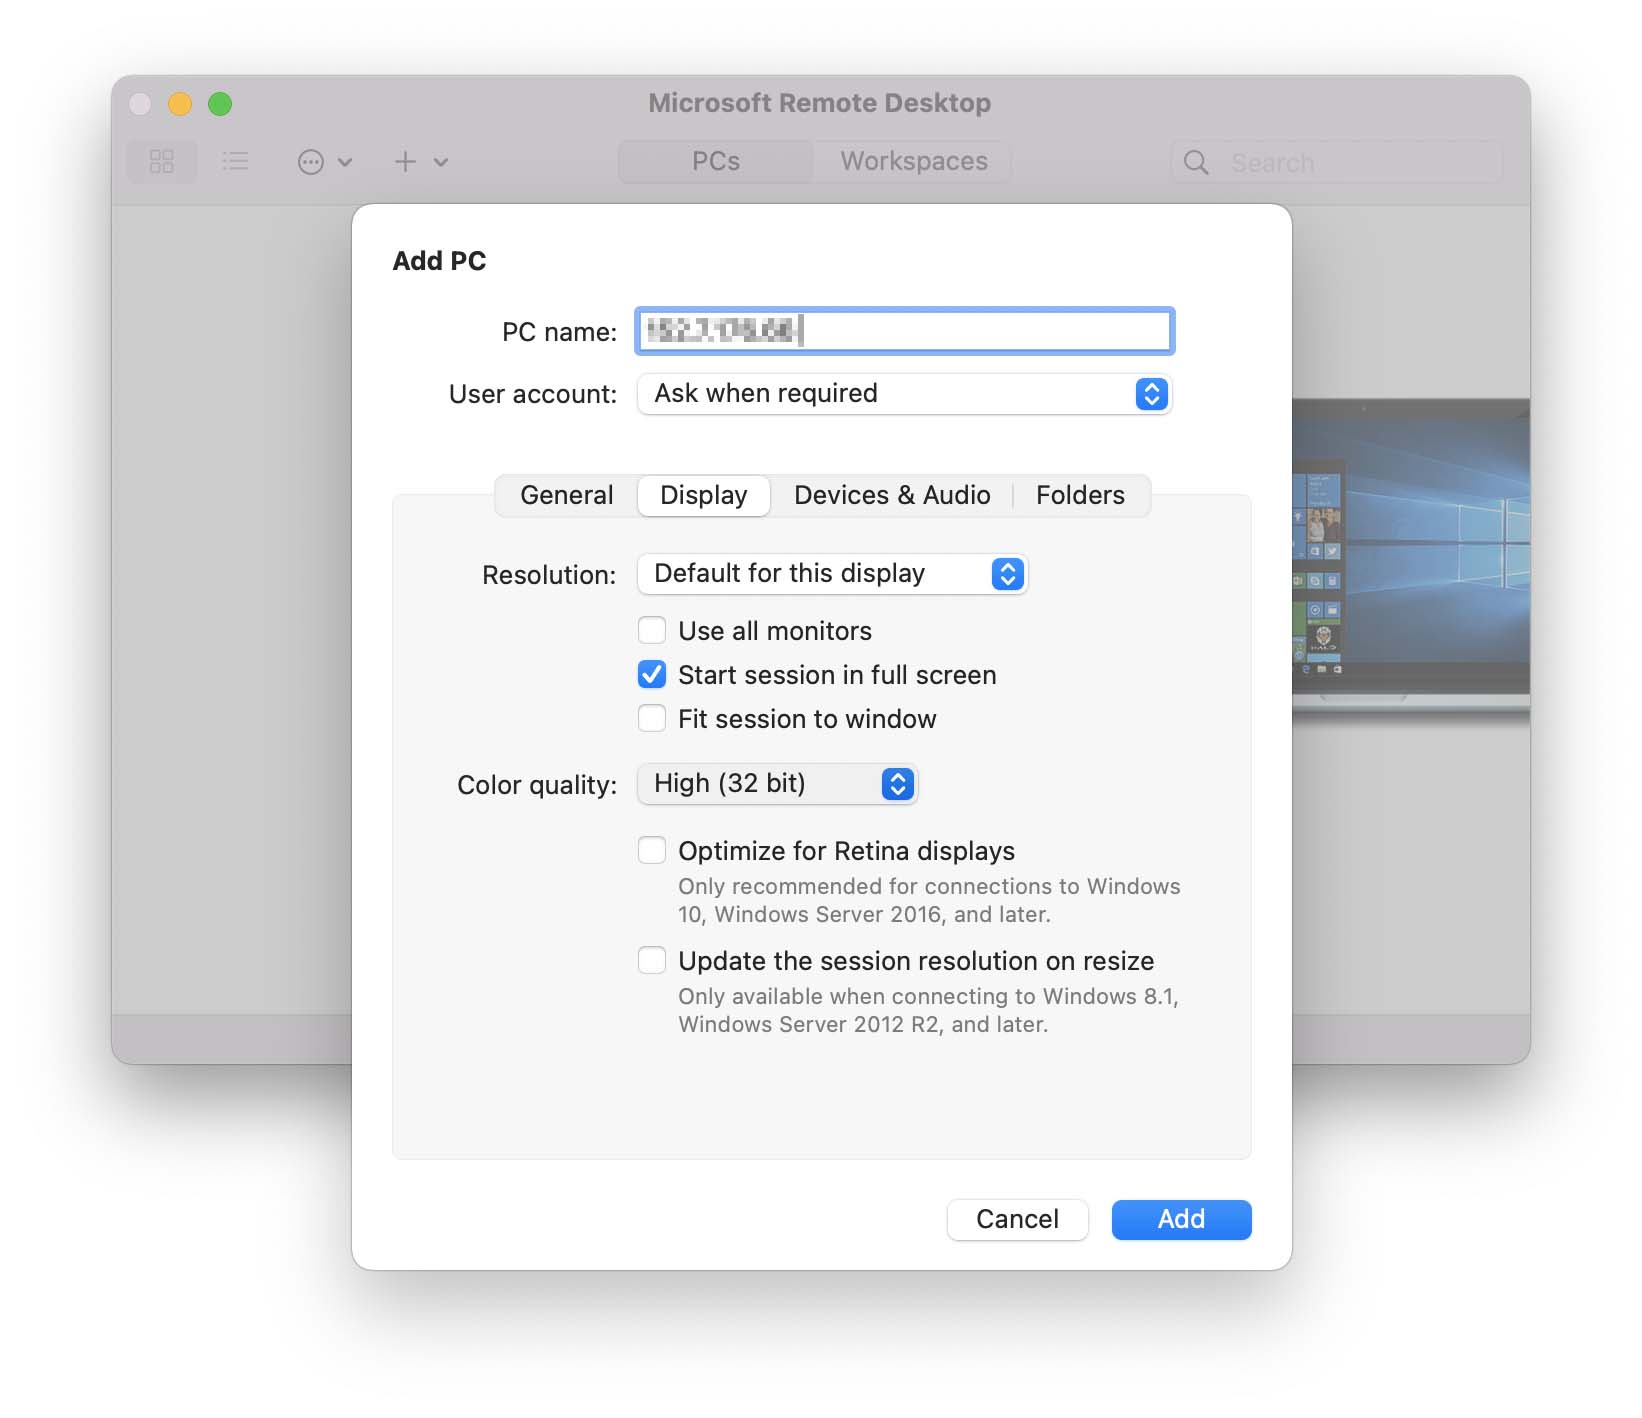 Microsoft Remote Desktop
PCs
Workspaces
Search
Add PC
PC name:
User account:
Ask when required
General
Display
Devices & Audio
Folders
Resolution:
Default for this display
Use all monitors
Start session in full screen
Fit session to window
Color quality:
High (32 bit)
Optimize for Retina displays
Only recommended for connections to Windows
10, Windows Server 2016, and later.
Update the session resolution on resize
Only available when connecting to Windows 8.1,
Windows Server 2012 R2, and later.
Cancel
Add